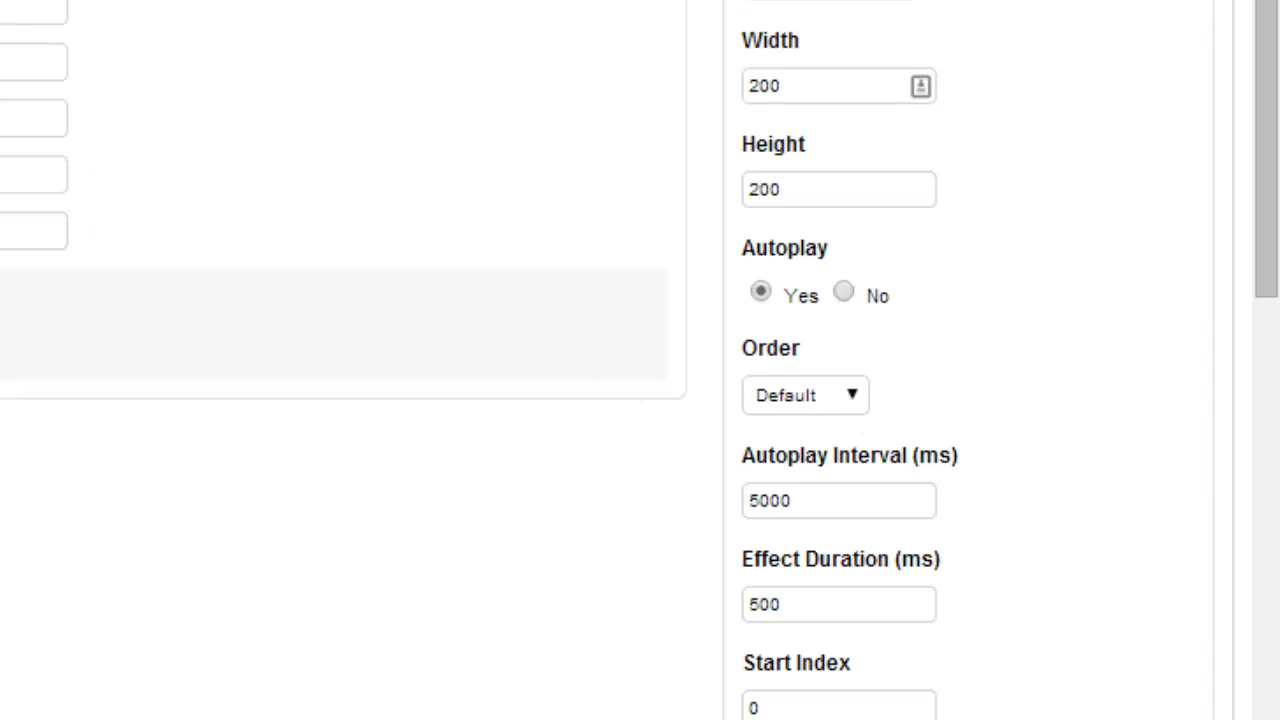 Width
200
Height
200
Autoplay
Yes No
Order
Default
Autoplay Interval (ms)
5000
Effect Duration (ms)
500
Start Index
0